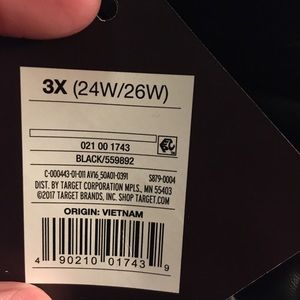 3X (24W/26W)
021 00 1743
BLACK/559892
C-000443-01-011 AV16_50A01-0391
S879-0004
DIST. BY TARGET CORPORATION MPLS., MN 55403
©2017 TARGET BRANDS, INC. SHOP TARGET.COM
ORIGIN: VIETNAM
4 90210 01743 9